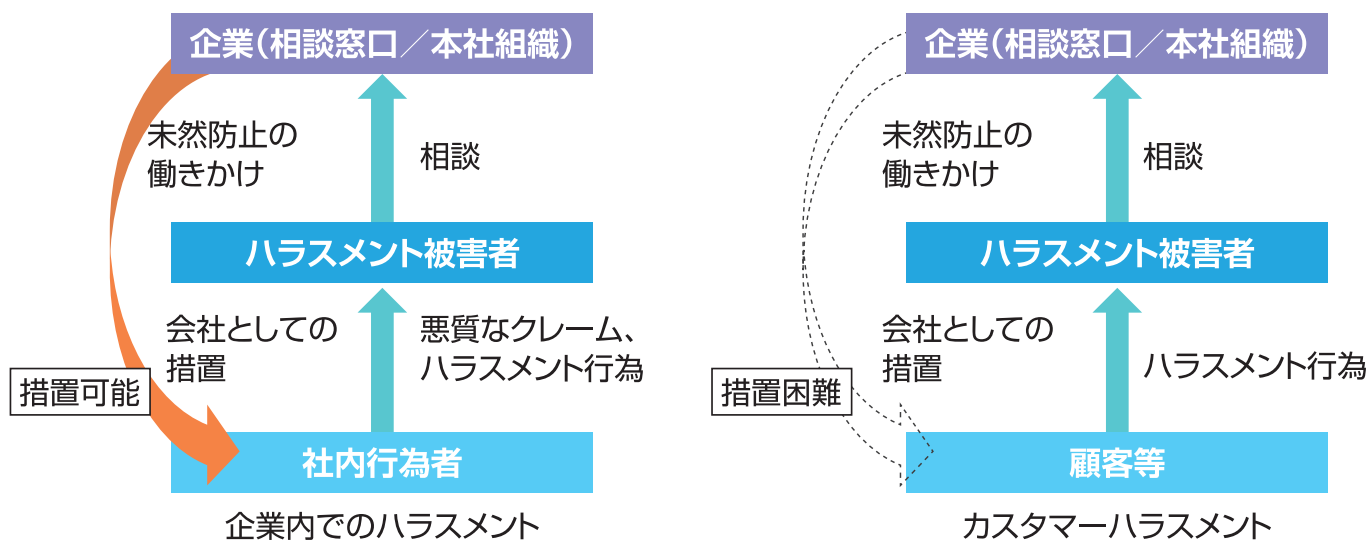 企業（相談窓口／本社組織）
未然防止の
働きかけ
相談
ハラスメント被害者
会社としての
措置
悪質なクレーム、
ハラスメント行為
措置可能
社内行為者
企業内でのハラスメント
企業（相談窓口／本社組織）
未然防止の
働きかけ
相談
ハラスメント被害者
会社としての
措置
ハラスメント行為
措置困難
顧客等
カスタマーハラスメント